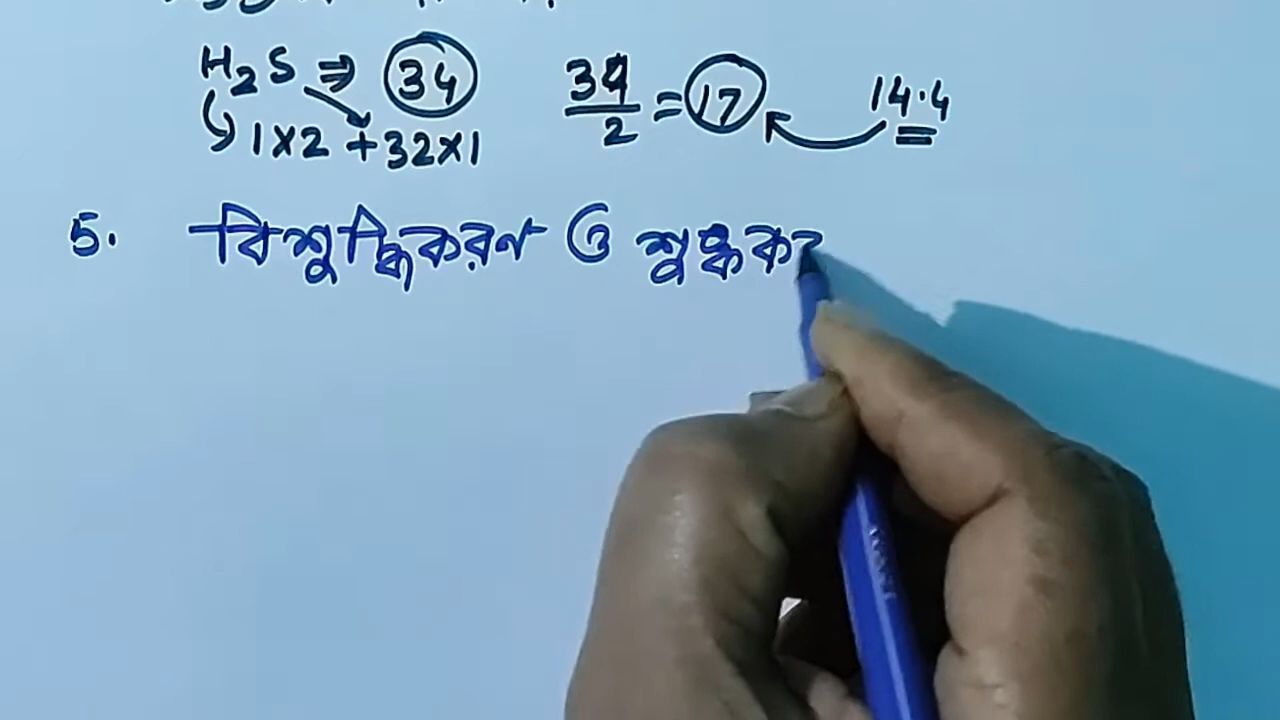 H₂S ⇒ 34 34/2 = 17 14.4
1×2 + 32×1
5. বিশুদ্ধিকরণ ও শুষ্ককর